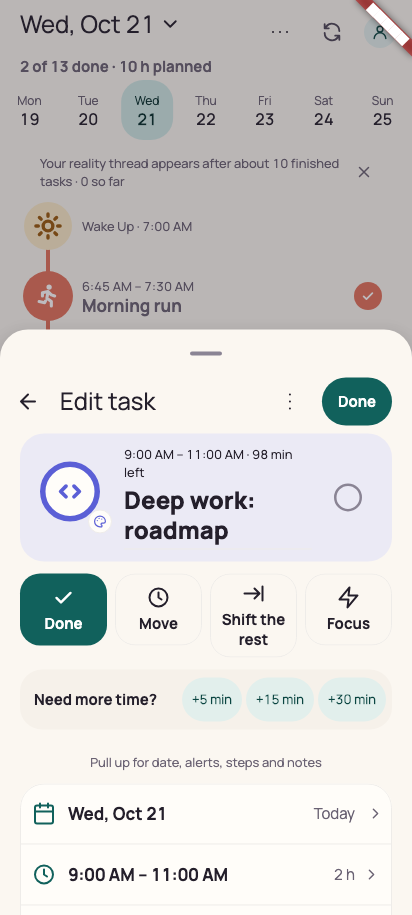 Wed, Oct 21
2 of 13 done · 10 h planned
Mon Tue Wed Thu Fri Sat Sun
19 20 21 22 23 24 25
Your reality thread appears after about 10 finished
tasks · 0 so far
Wake Up · 7:00 AM
6:45 AM – 7:30 AM
Morning run
Edit task
Done
9:00 AM – 11:00 AM · 98 min
left
Deep work:
roadmap
Done
Move
Shift the
rest
Focus
Need more time?
+5 min
+15 min
+30 min
Pull up for date, alerts, steps and notes
Wed, Oct 21
Today
9:00 AM – 11:00 AM
2 h